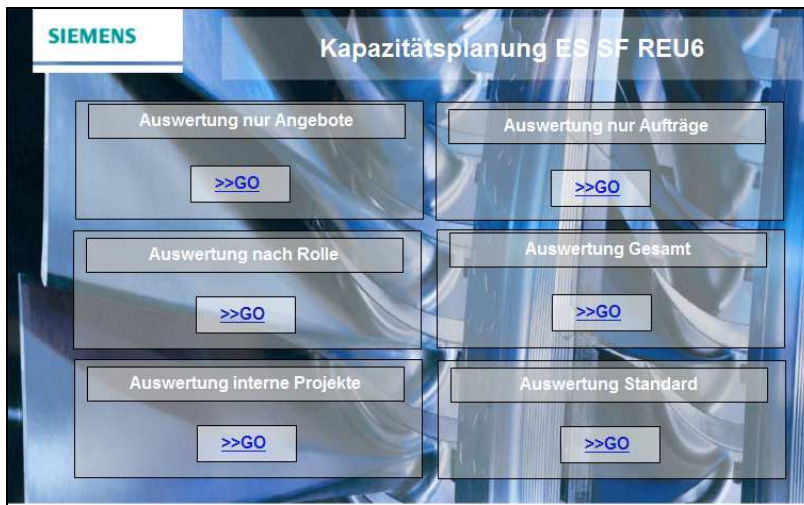 SIEMENS
Kapazitätsplanung ES SF REU6
Auswertung nur Angebote
>>GO
Auswertung nur Aufträge
>>GO
Auswertung nach Rolle
>>GO
Auswertung Gesamt
>>GO
Auswertung interne Projekte
>>GO
Auswertung Standard
>>GO